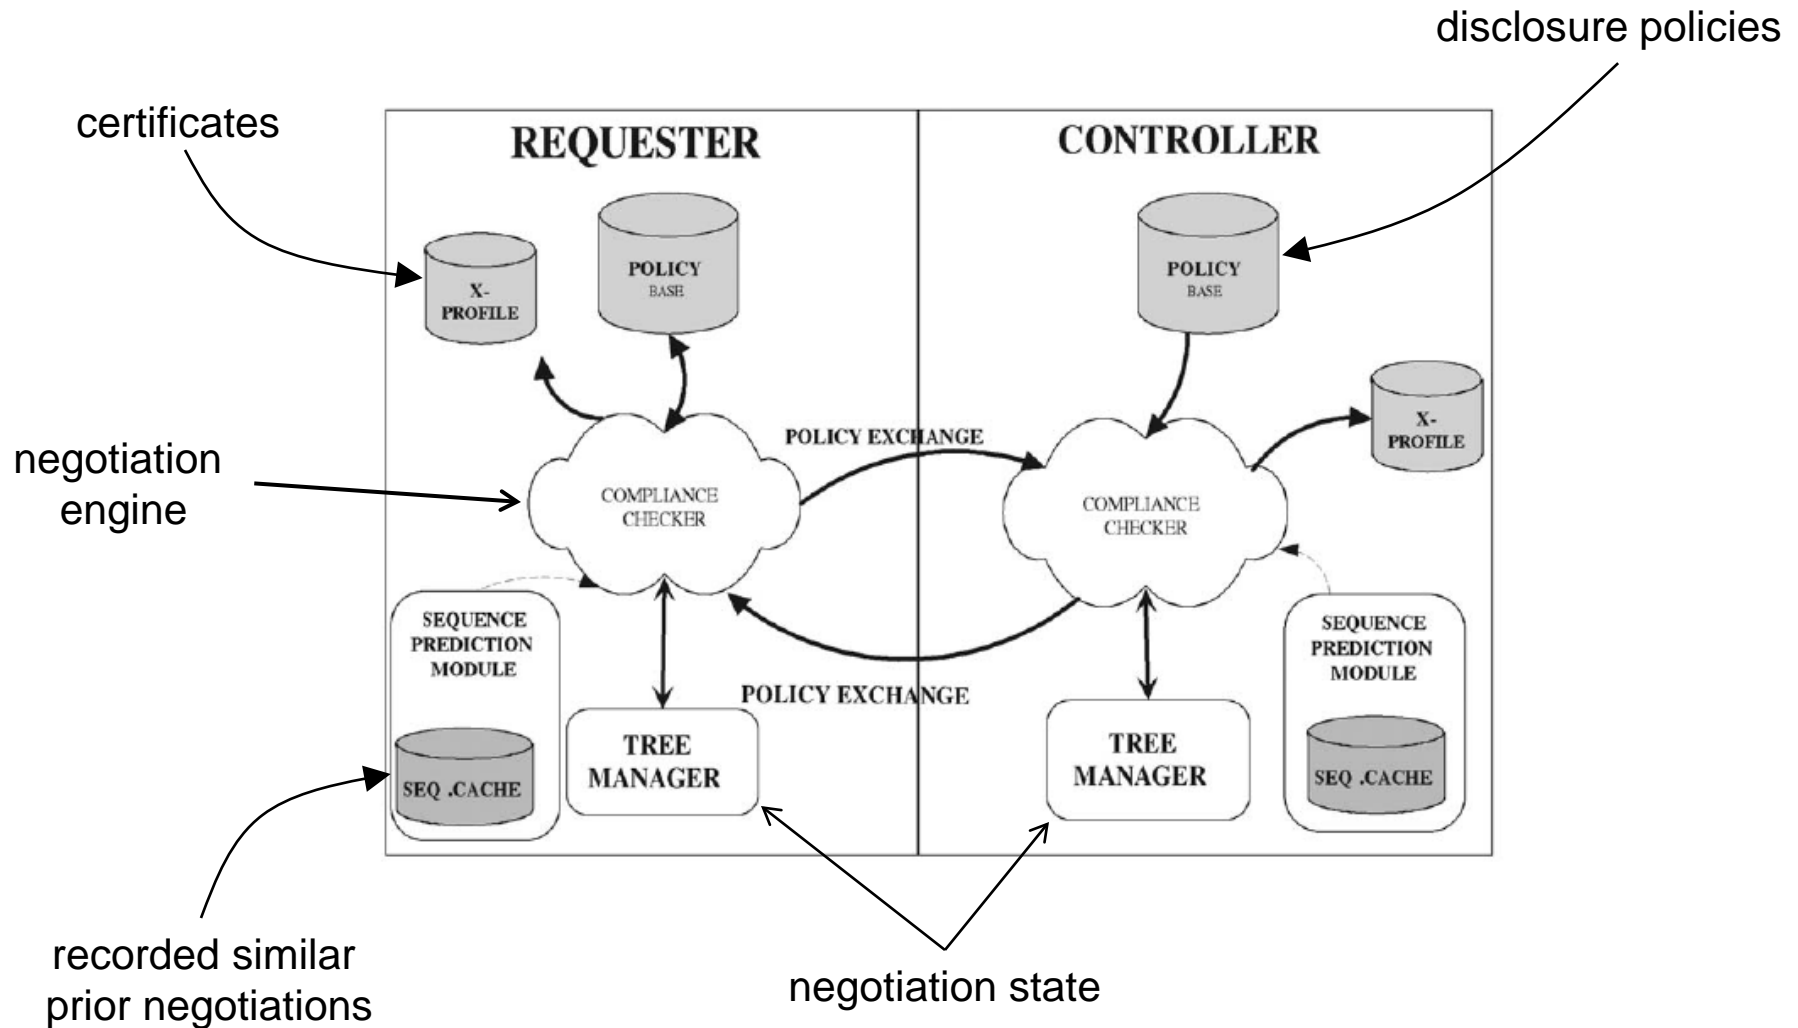 disclosure policies
certificates
REQUESTER
CONTROLLER
POLICY
BASE
X-
PROFILE
POLICY
BASE
X-
PROFILE
POLICY EXCHANGE
negotiation
engine
COMPLIANCE
CHECKER
COMPLIANCE
CHECKER
SEQUENCE
PREDICTION
MODULE
SEQ .CACHE
POLICY EXCHANGE
TREE
MANAGER
TREE
MANAGER
SEQUENCE
PREDICTION
MODULE
SEQ .CACHE
recorded similar
prior negotiations
negotiation state